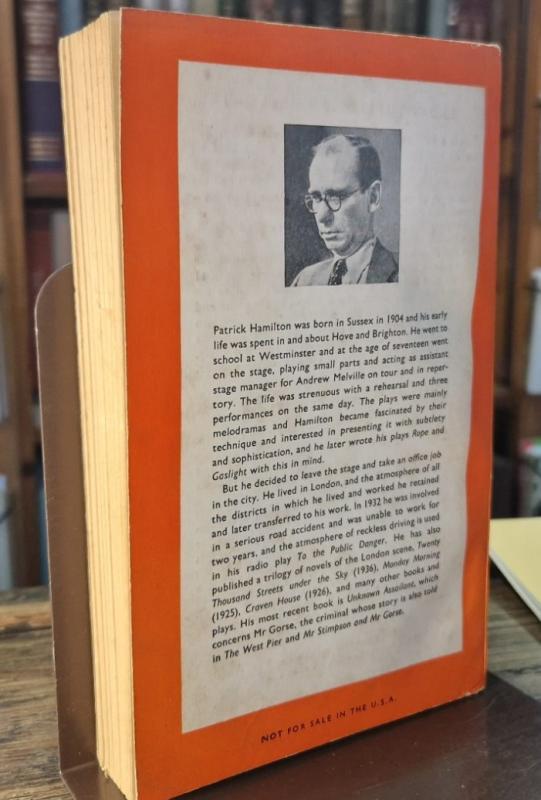 Patrick Hamilton was born in Sussex in 1904 and his early
life was spent in and about Hove and Brighton. He went to
school at Westminster and at the age of seventeen went
on the stage, playing small parts and acting as assistant
stage manager for Andrew Melville on tour and in reper-
tory. The life was strenuous with a rehearsal and three
performances on the same day. The plays were mainly
melodramas and Hamilton became fascinated by their
technique and interested in presenting it with subtlety
and sophistication, and he later wrote his plays Rope and
Gaslight with this in mind.
But he decided to leave the stage and take an office job
in the city. He lived in London, and the atmosphere of all
the districts in which he lived and worked he retained
and later transferred to his work. In 1932 he was involved
in a serious road accident and was unable to work for
two years, and the atmosphere of reckless driving is used
in his radio play To the Public Danger. He has also
published a trilogy of novels of the London scene, Twenty
Thousand Streets under the Sky (1936), Monday Morning
(1925), Craven House (1926), and many other books and
plays. His most recent book is Unknown Assailant, which
concerns Mr Gorse, the criminal whose story is also told
in The West Pier and Mr Stimpson and Mr Gorse.
NOT FOR SALE IN THE U.S.A.